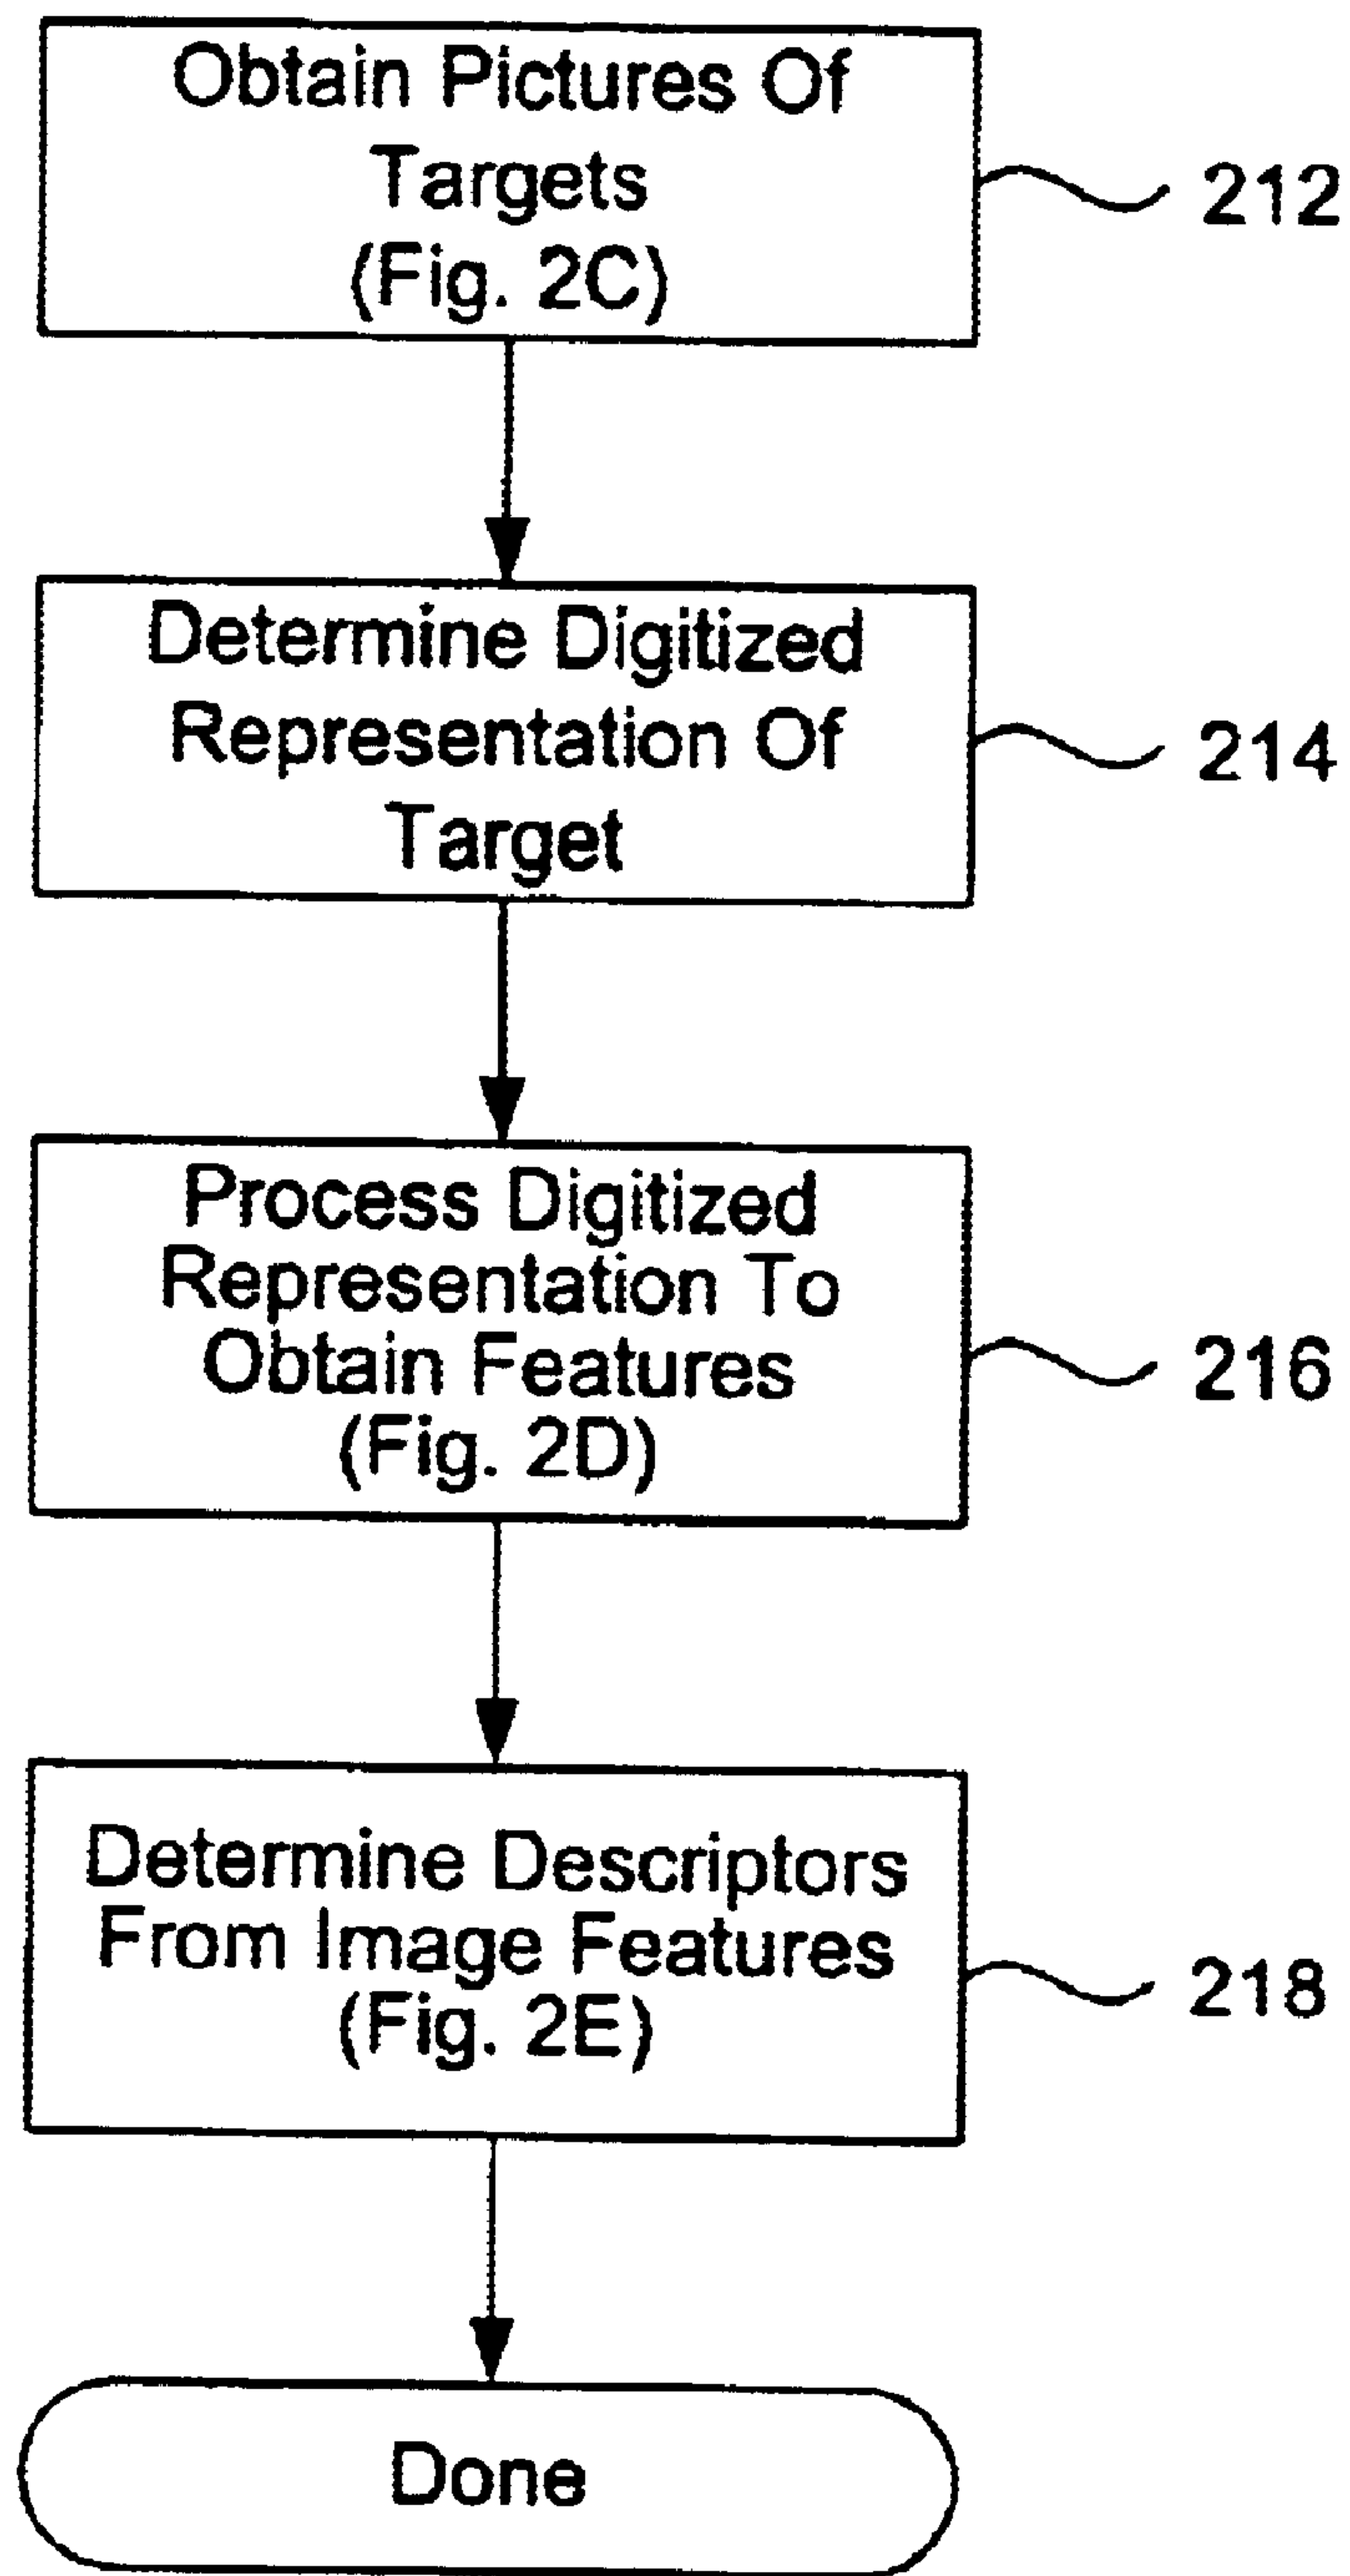 Obtain Pictures Of
Targets
(Fig. 2C)
212
Determine Digitized
Representation Of
Target
214
Process Digitized
Representation To
Obtain Features
(Fig. 2D)
216
Determine Descriptors
From Image Features
(Fig. 2E)
218
Done